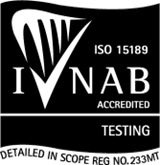 ISO 15189
INAB
ACCREDITED
TESTING
DETAILED IN SCOPE REG NO.233MT